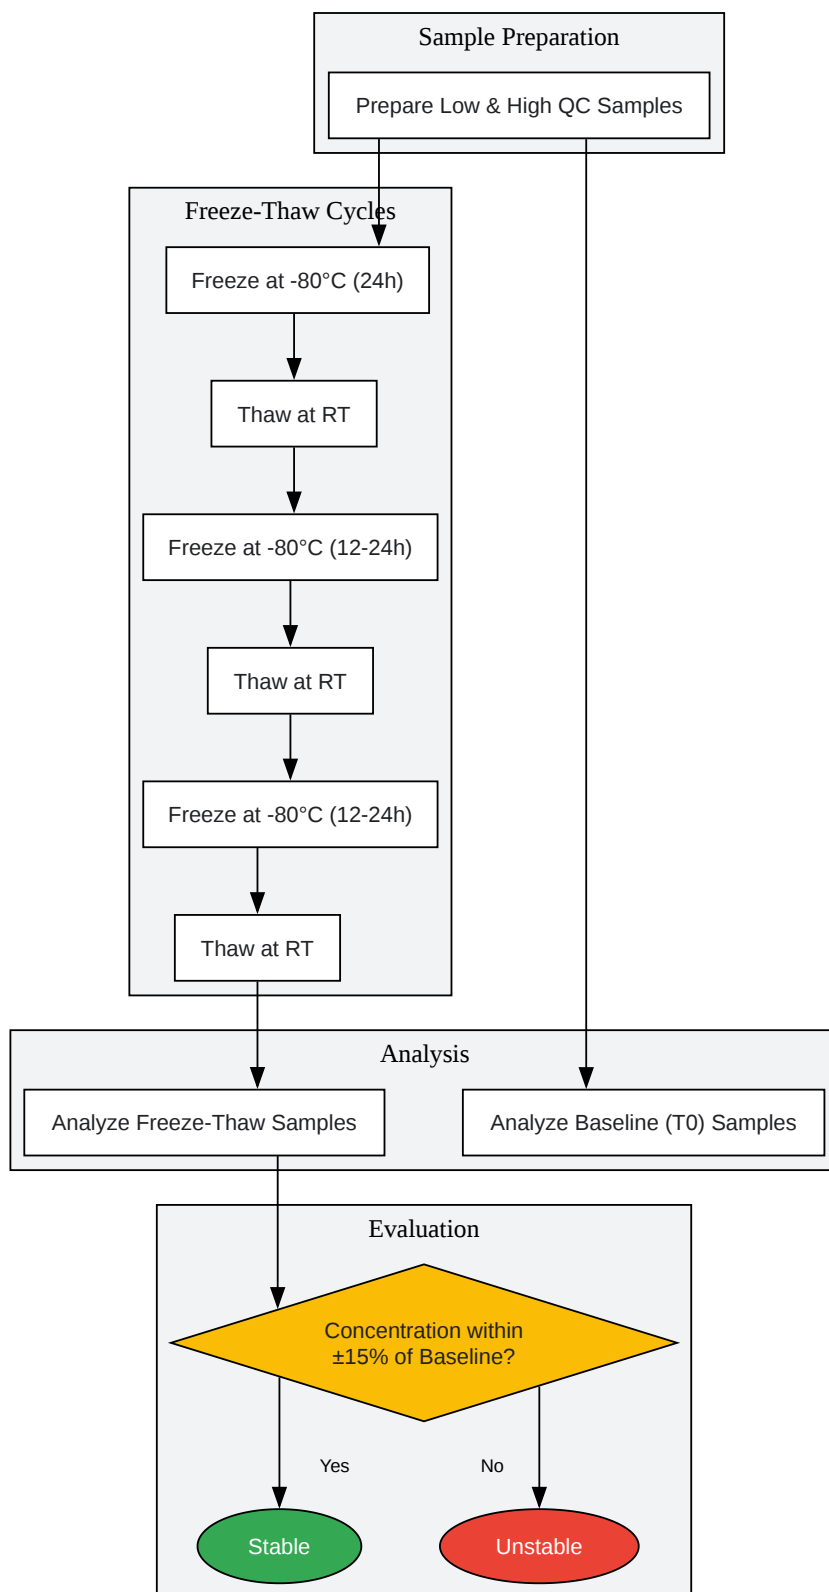 Sample Preparation
Prepare Low & High QC Samples
Freeze-Thaw Cycles
Freeze at -80°C (24h)
Thaw at RT
Freeze at -80°C (12-24h)
Thaw at RT
Freeze at -80°C (12-24h)
Thaw at RT
Analysis
Analyze Freeze-Thaw Samples
Analyze Baseline (T0) Samples
Evaluation
Concentration within
±15% of Baseline?
Yes
No
Stable
Unstable